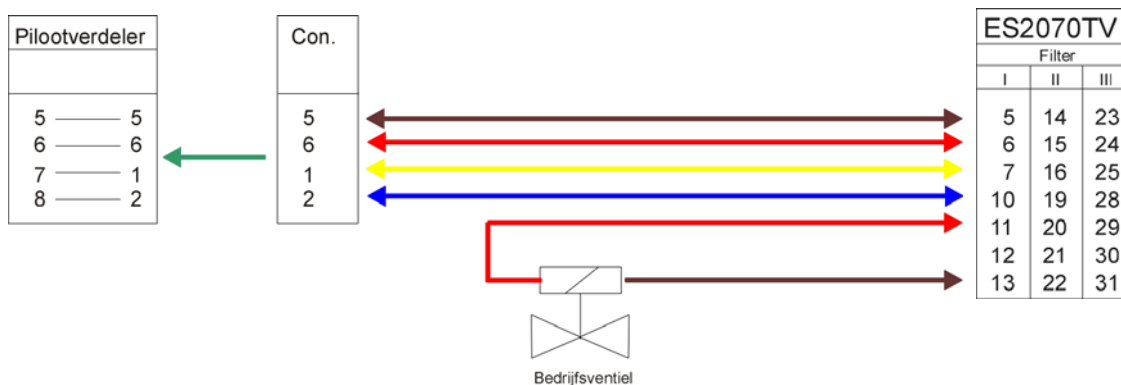 Pilootverdeler
5 5
6 6
7 1
8 2
Con.
5
6
1
2
ES2070TV
Filter
I II III
5 14 23
6 15 24
7 16 25
10 19 28
11 20 29
12 21 30
13 22 31
Bedrijfsventiel